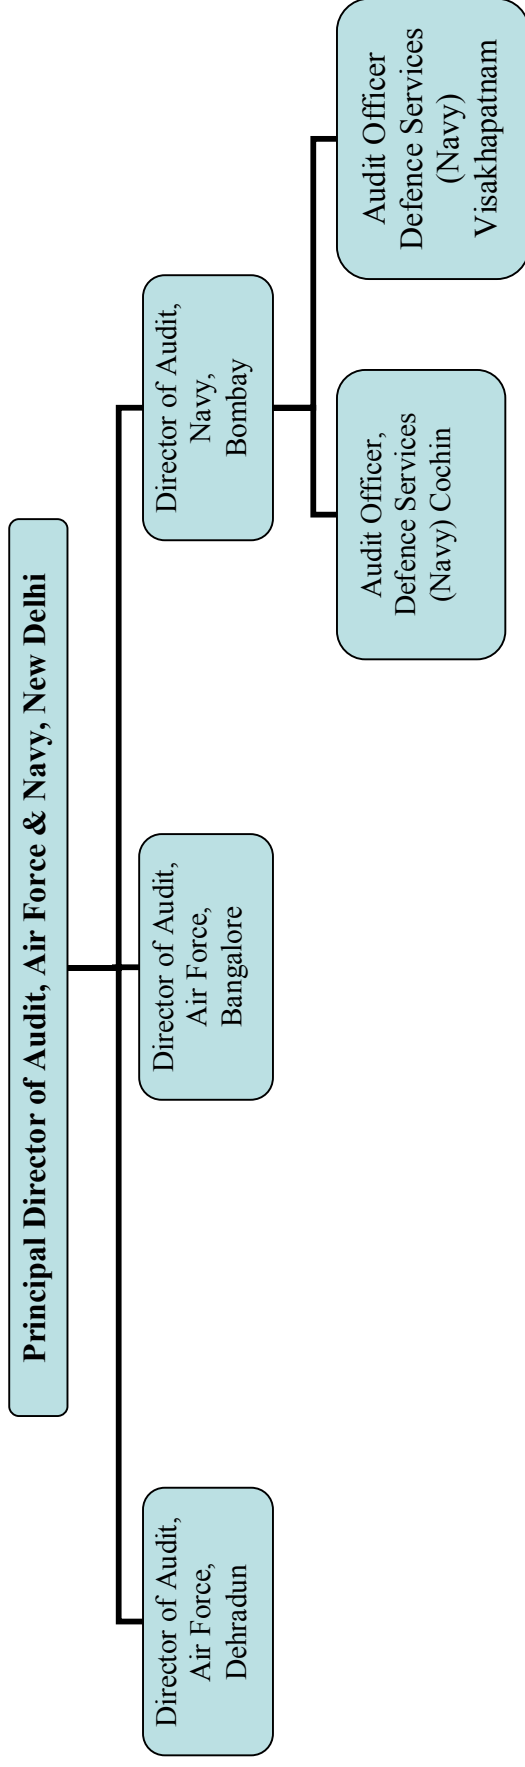 Principal Director of Audit, Air Force & Navy, New Delhi
Director of Audit,
Air Force,
Dehradun
Director of Audit,
Air Force,
Bangalore
Director of Audit,
Navy,
Bombay
Audit Officer,
Defence Services
(Navy) Cochin
Audit Officer
Defence Services
(Navy)
Visakhapatnam